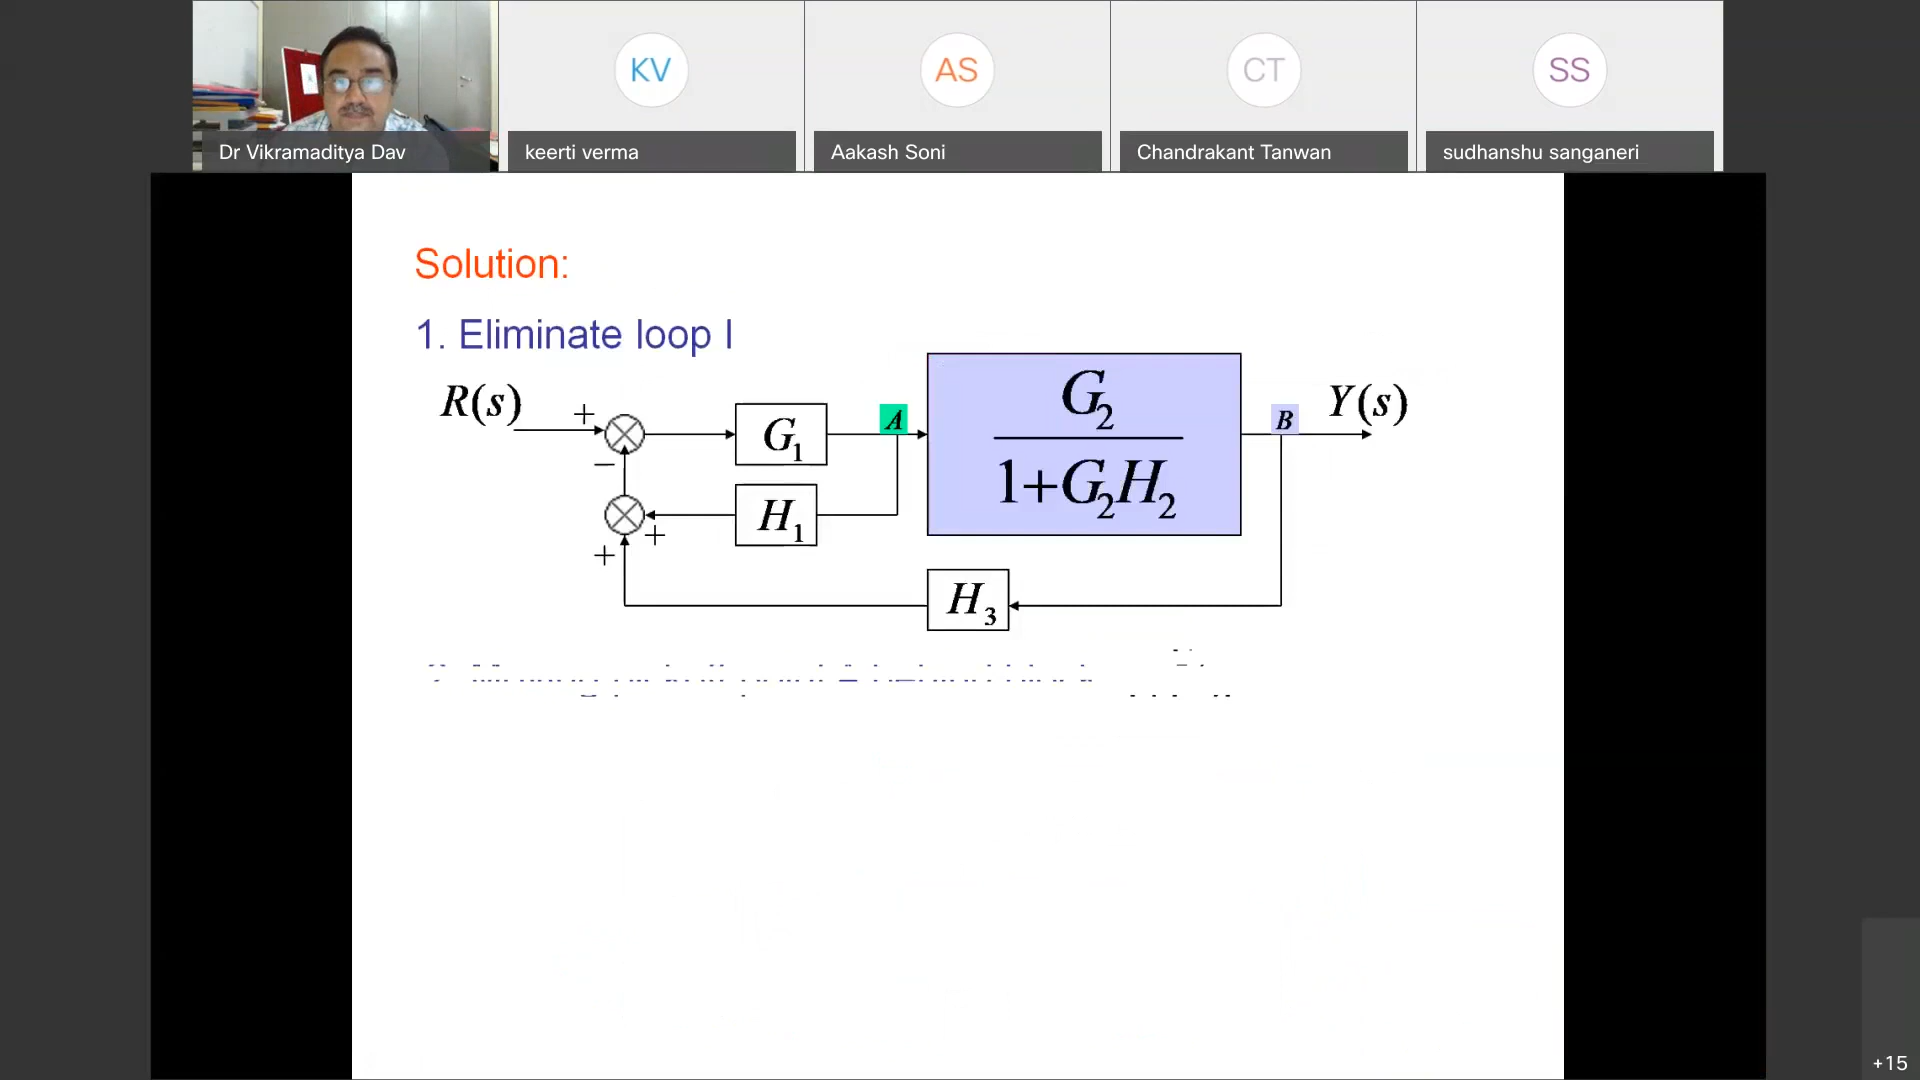 KV
AS
CT
SS
Dr Vikramaditya Dav
keerti verma
Aakash Soni
Chandrakant Tanwan
sudhanshu sanganeri
Solution:
1. Eliminate loop I
R(s)
+
G₁
A
G₂
1+G₂H₂
B
Y(s)
−
H₁
+
+
H₃
+15